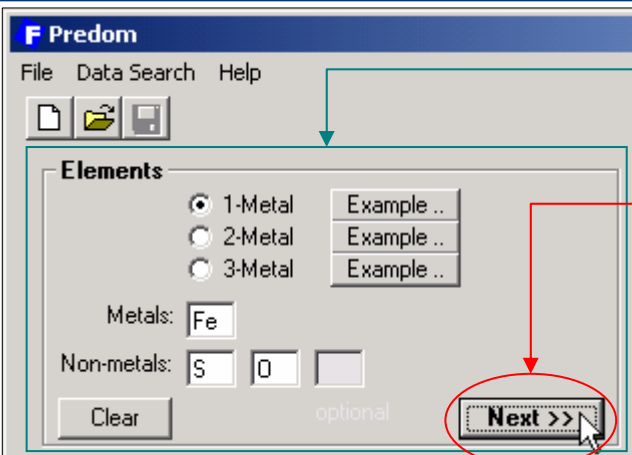 F Predom
File Data Search Help
Elements
1-Metal Example ..
2-Metal Example ..
3-Metal Example ..
Metals: Fe
Non-metals: S O
Clear optional Next >>